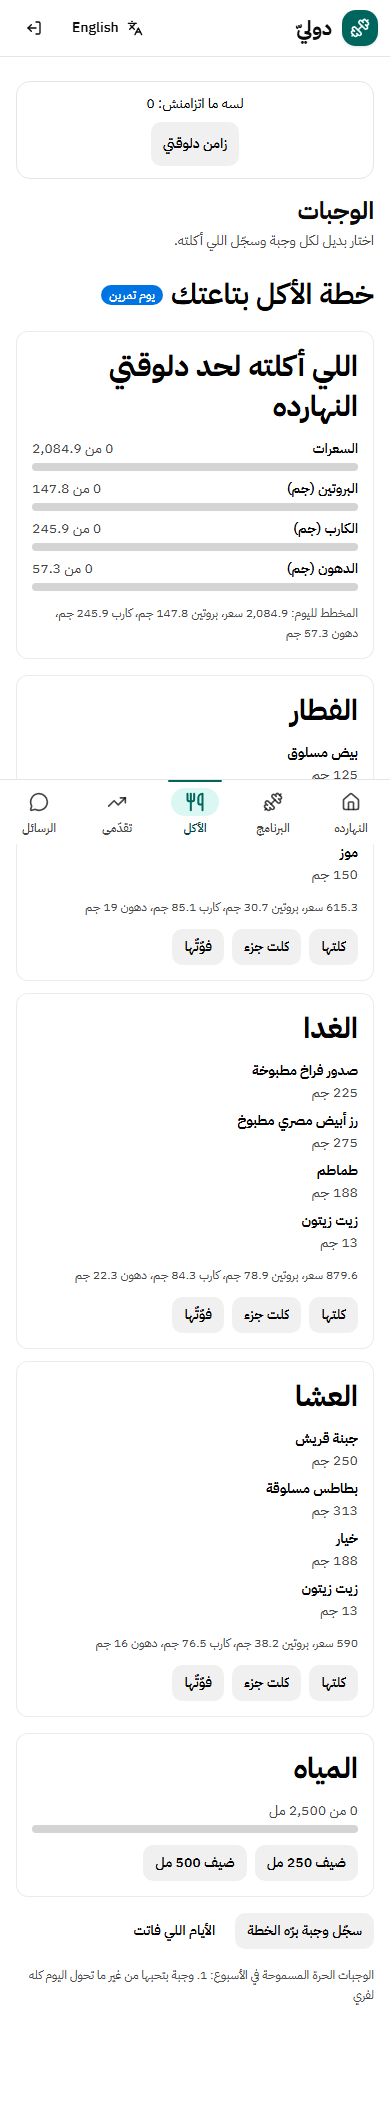 دوليّ
English
لسه ما اتزامنش: 0
زامن دلوقتي
الوجبات
اختار بديل لكل وجبة وسجّل اللي أكلته.
خطة الأكل بتاعتك
يوم تمرين
اللي أكلته لحد دلوقتي
النهارده
السعرات
0 من 2,084.9
البروتين (جم)
0 من 147.8
الكارب (جم)
0 من 245.9
الدهون (جم)
0 من 57.3
المخطط لليوم: 2,084.9 سعر، بروتين 147.8 جم، كارب 245.9 جم،
دهون 57.3 جم
الفطار
بيض مسلوق
125 جم
النهارده
البرنامج
الأكل
تقدّمي
الرسائل
موز
150 جم
615.3 سعر، بروتين 30.7 جم، كارب 85.1 جم، دهون 19 جم
كلتها
كلت جزء
فوّتّها
الغدا
صدور فراخ مطبوخة
225 جم
رز أبيض مصري مطبوخ
275 جم
طماطم
188 جم
زيت زيتون
13 جم
879.6 سعر، بروتين 78.9 جم، كارب 84.3 جم، دهون 22.3 جم
كلتها
كلت جزء
فوّتّها
العشا
جبنة قريش
250 جم
بطاطس مسلوقة
313 جم
خيار
188 جم
زيت زيتون
13 جم
590 سعر، بروتين 38.2 جم، كارب 76.5 جم، دهون 16 جم
كلتها
كلت جزء
فوّتّها
المياه
0 من 2,500 مل
ضيف 250 مل
ضيف 500 مل
سجّل وجبة برّه الخطة
الأيام اللي فاتت
الوجبات الحرة المسموحة في الأسبوع: 1. وجبة بتحبها من غير ما تحول اليوم كله
لفري